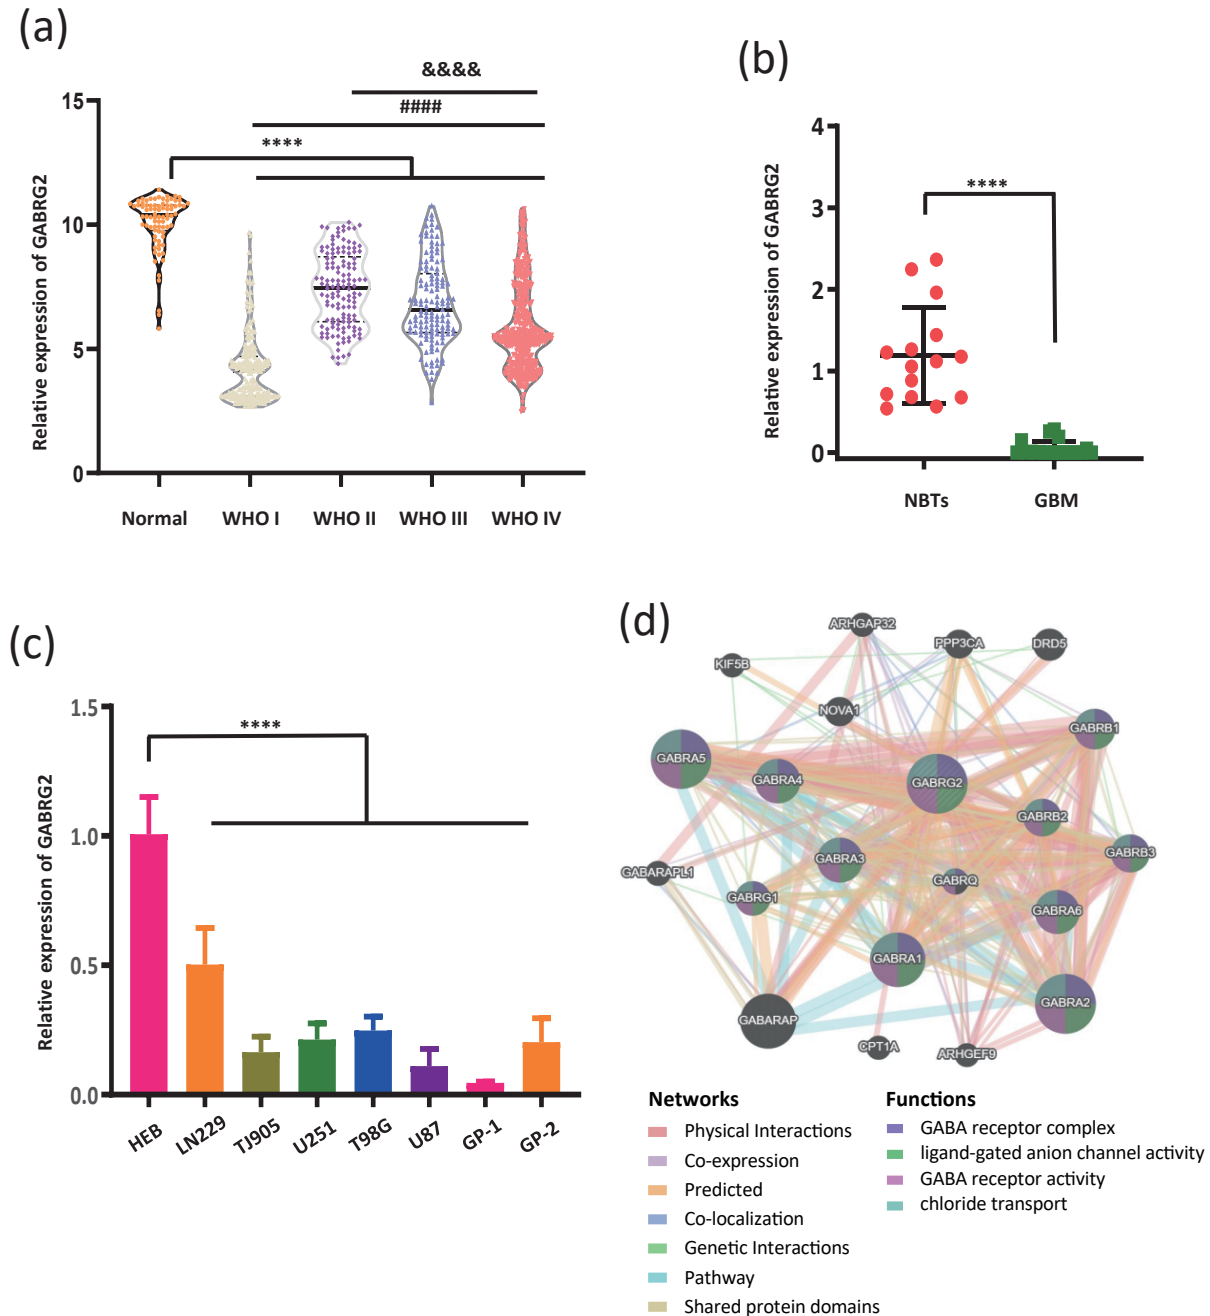 (a)
&&&&
####
****
15
10
5
0
Relative expression of GABRG2
Normal WHO I WHO II WHO III WHO IV
(b)
****
4
3
2
1
0
Relative expression of GABRG2
NBTs GBM
(c)
****
1.5
1.0
0.5
0.0
Relative expression of GABRG2
HEB LN229 TJ905 U251 T98G U87 GP-1 GP-2
(d)
ARHGAP32
PPP3CA
DRD5
KIF5B
NOVA1
GABRB1
GABRA5
GABRA4
GABRG2
GABRB2
GABRA3
GABRB3
GABARAPL1
GABRQ
GABRG1
GABRA6
GABRA1
GABRA2
GABARAP
CPT1A
ARHGEF9
Networks
Physical Interactions
Co-expression
Predicted
Co-localization
Genetic Interactions
Pathway
Shared protein domains
Functions
GABA receptor complex
ligand-gated anion channel activity
GABA receptor activity
chloride transport